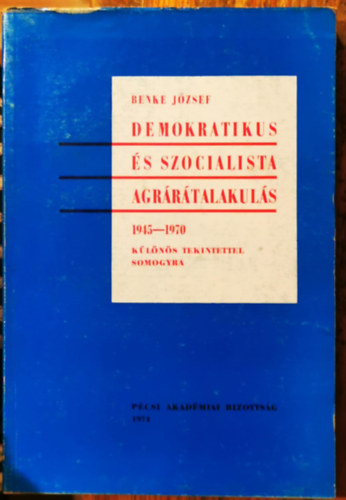 BENKE JÓZSEF
DEMOKRATIKUS
ÉS SZOCIALISTA
AGRÁRÁTALAKULÁS
1945—1970
KÜLÖNÖS TEKINTETTEL
SOMOGYRA
PÉCSI AKADÉMIAI BIZOTTSÁG
1974